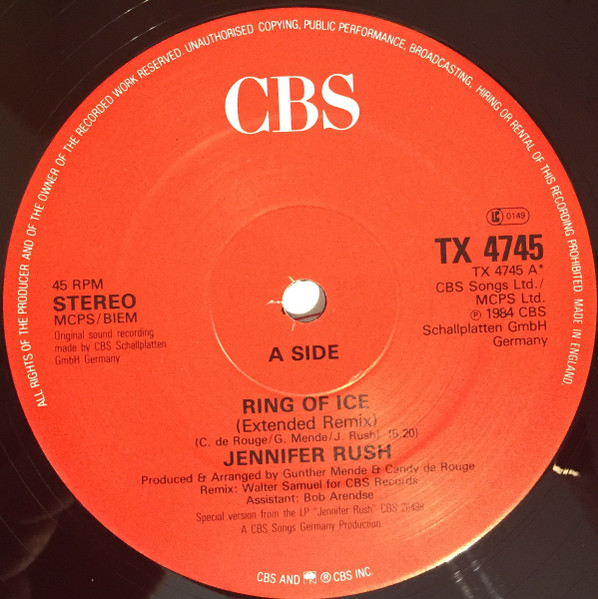 ALL RIGHTS OF THE PRODUCER AND OF THE OWNER OF THE RECORDED WORK RESERVED. UNAUTHORISED COPYING, PUBLIC PERFORMANCE, BROADCASTING, HIRING OR RENTAL OF THIS RECORDING PROHIBITED. MADE IN ENGLAND.
CBS
LC 0149
TX 4745
TX 4745 A*
CBS Songs Ltd./
MCPS Ltd.
℗ 1984 CBS
Schallplatten GmbH
Germany
45 RPM
STEREO
MCPS/BIEM
Original sound recording
made by CBS Schallplatten
GmbH Germany
A SIDE
RING OF ICE
(Extended Remix)
(C. de Rouge/G. Mende/J. Rush) (5.20)
JENNIFER RUSH
Produced & Arranged by Gunther Mende & Candy de Rouge
Remix: Walter Samuel for CBS Records
Assistant: Bob Arendse
Special version from the LP "Jennifer Rush" CBS 26488
A CBS Songs Germany Production
CBS AND ® CBS INC.